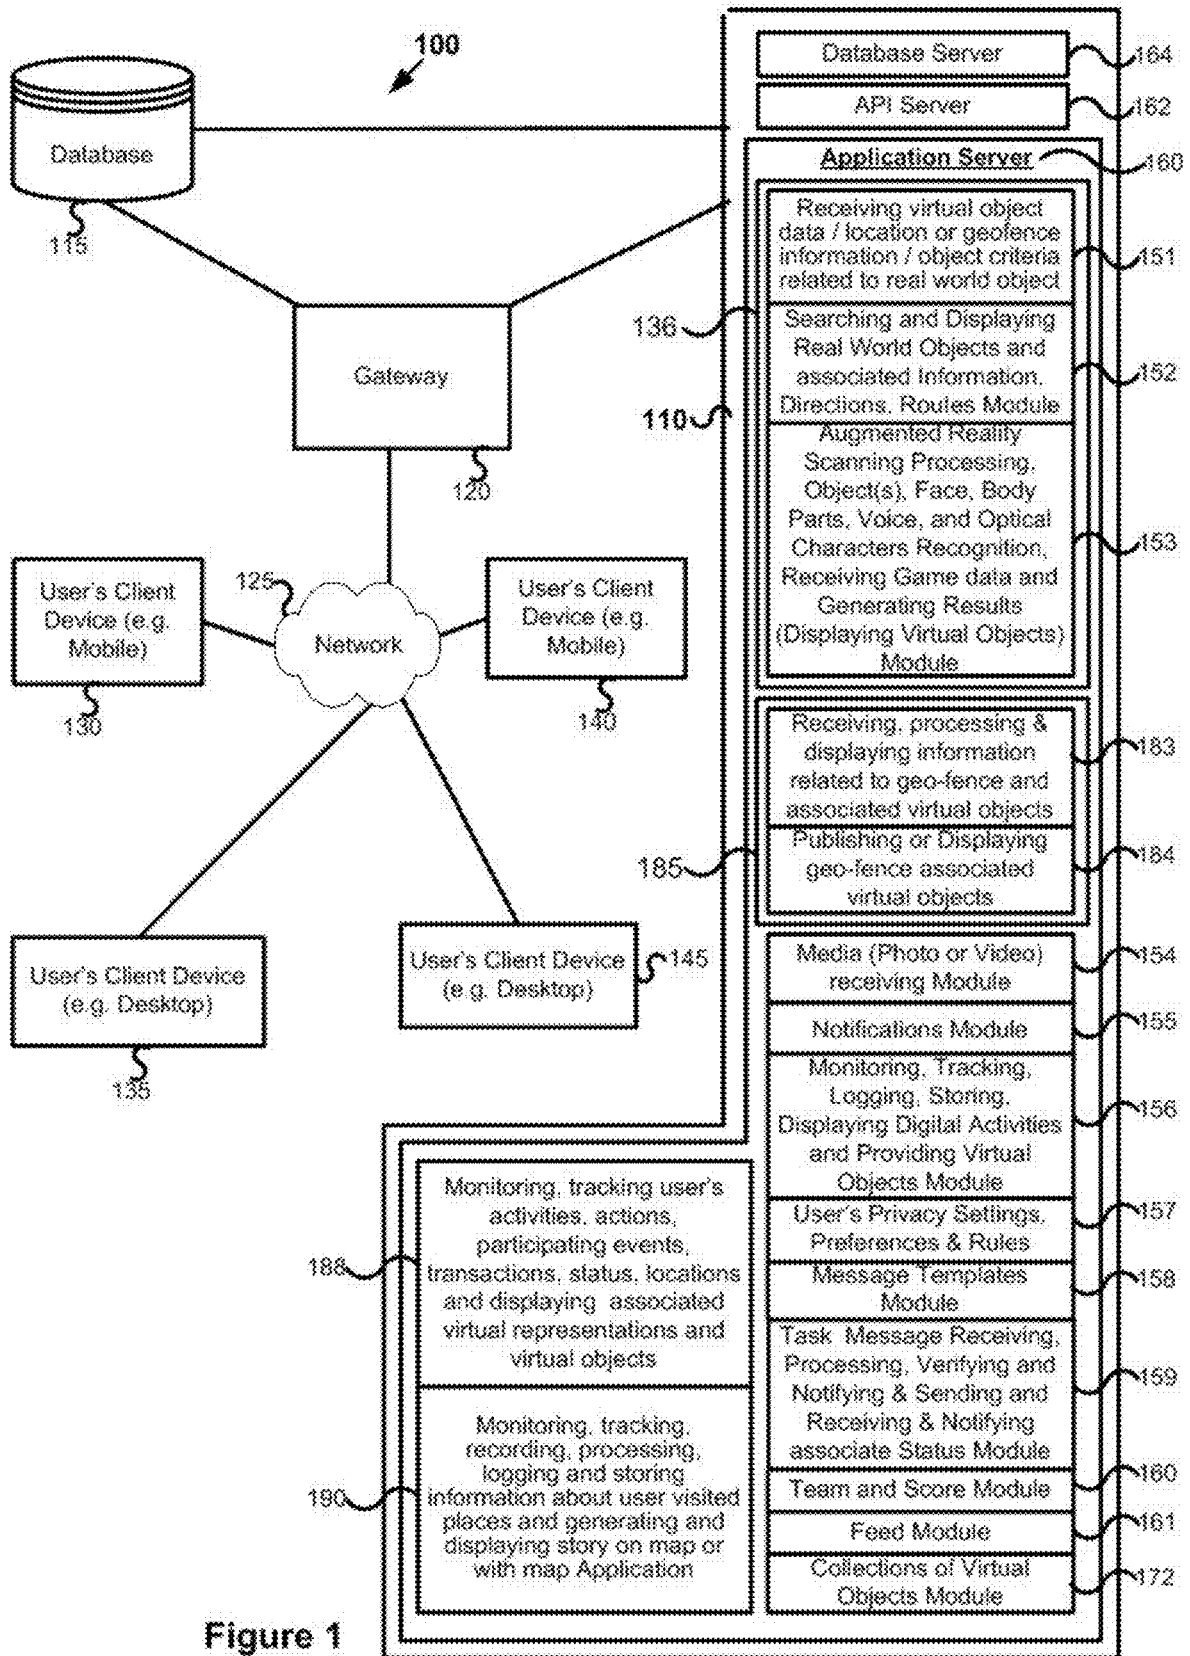 100
Database
115
Gateway
120
125
Network
User's Client
Device (e.g.
Mobile)
130
User's Client
Device (e.g.
Mobile)
140
User's Client Device
(e.g. Desktop)
135
User's Client Device
(e.g. Desktop)
145
110
Database Server
164
API Server
162
Application Server
160
136
Receiving virtual object
data / location or geofence
information / object criteria
related to real world object
151
Searching and Displaying
Real World Objects and
associated Information,
Directions, Routes Module
152
Augmented Reality
Scanning Processing,
Object(s), Face, Body
Parts, Voice, and Optical
Characters Recognition,
Receiving Game data and
Generating Results
(Displaying Virtual Objects)
Module
153
185
Receiving, processing &
displaying information
related to geo-fence and
associated virtual objects
183
Publishing or Displaying
geo-fence associated
virtual objects
184
Media (Photo or Video)
receiving Module
154
Notifications Module
155
Monitoring, Tracking,
Logging, Storing,
Displaying Digital Activities
and Providing Virtual
Objects Module
156
User's Privacy Settings,
Preferences & Rules
157
Message Templates
Module
158
Task Message Receiving,
Processing, Verifying and
Notifying & Sending and
Receiving & Notifying
associate Status Module
159
Team and Score Module
160
Feed Module
161
Collections of Virtual
Objects Module
172
188
Monitoring, tracking user's
activities, actions,
participating events,
transactions, status, locations
and displaying associated
virtual representations and
virtual objects
190
Monitoring, tracking,
recording, processing,
logging and storing
information about user visited
places and generating and
displaying story on map or
with map Application
Figure 1